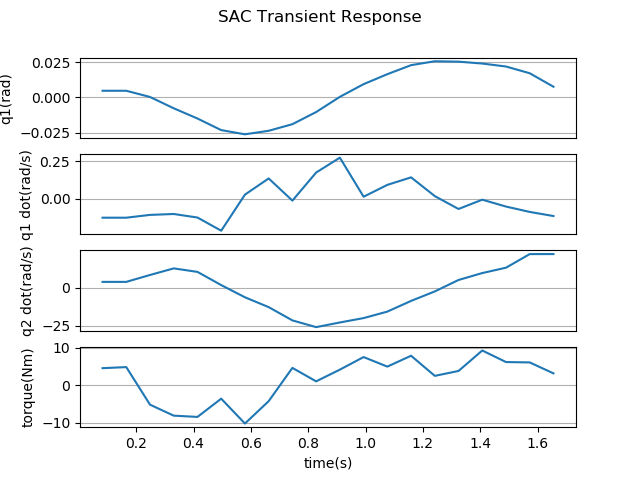 SAC Transient Response
q1(rad)
0.025
0.000
−0.025
q1 dot(rad/s)
0.25
0.00
q2 dot(rad/s)
0
−25
torque(Nm)
10
0
−10
0.2 0.4 0.6 0.8 1.0 1.2 1.4 1.6
time(s)